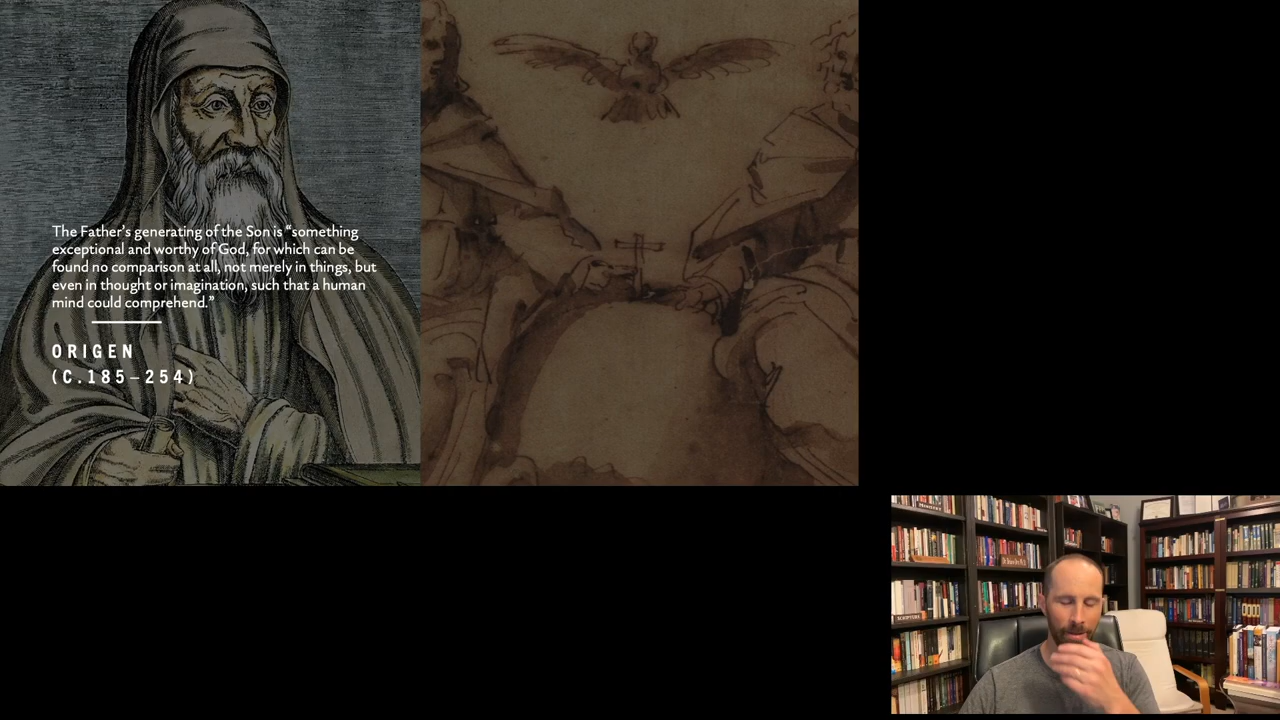 The Father's generating of the Son is “something
exceptional and worthy of God, for which can be
found no comparison at all, not merely in things, but
even in thought or imagination, such that a human
mind could comprehend.”
ORIGEN
(C.185–254)
MINISTRY
SCRIPTURE